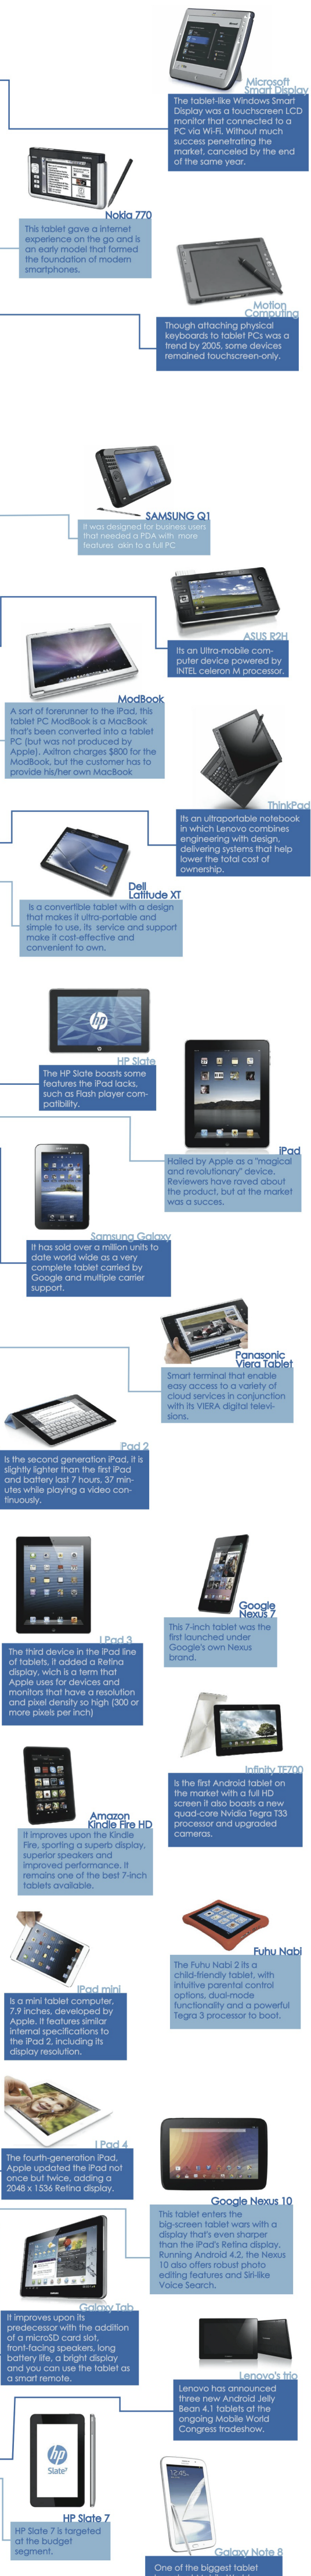 Microsoft
Smart Display
The tablet-like Windows Smart
Display was a touchscreen LCD
monitor that connected to a
PC via Wi-Fi. Without much
success penetrating the
market, canceled by the end
of the same year.
Nokia 770
This tablet gave a internet
experience on the go and is
an early model that formed
the foundation of modern
smartphones.
Motion
Computing
Though attaching physical
keyboards to tablet PCs was a
trend by 2005, some devices
remained touchscreen-only.
SAMSUNG Q1
It was designed for business users
that needed a PDA with more
features akin to a full PC
ASUS R2H
Its an Ultra-mobile com-
puter device powered by
INTEL celeron M processor.
ModBook
A sort of forerunner to the iPad, this
tablet PC ModBook is a MacBook
that's been converted into a tablet
PC (but was not produced by
Apple). Axitron charges $800 for the
ModBook, but the customer has to
provide his/her own MacBook
ThinkPad
Its an ultraportable notebook
in which Lenovo combines
engineering with design,
delivering systems that help
lower the total cost of
ownership.
Dell
Latitude XT
Is a convertible tablet with a design
that makes it ultra-portable and
simple to use, its service and support
make it cost-effective and
convenient to own.
hp
HP Slate
The HP Slate boasts some
features the iPad lacks,
such as Flash player com-
patibility.
iPad
Hailed by Apple as a "magical
and revolutionary" device.
Reviewers have raved about
the product, but at the market
was a succes.
Samsung Galaxy
It has sold over a million units to
date world wide as a very
complete tablet carried by
Google and multiple carrier
support.
Panasonic
Viera Tablet
Smart terminal that enable
easy access to a variety of
cloud services in conjunction
with its VIERA digital televi-
sions.
Pad 2
Is the second generation iPad, it is
slightly lighter than the first iPad
and battery last 7 hours, 37 min-
utes while playing a video con-
tinuously.
Google
Nexus 7
This 7-inch tablet was the
first launched under
Google's own Nexus
brand.
I Pad 3
The third device in the iPad line
of tablets, it added a Retina
display, wich is a term that
Apple uses for devices and
monitors that have a resolution
and pixel density so high (300 or
more pixels per inch)
Infinity TF700
Is the first Android tablet on
the market with a full HD
screen it also boasts a new
quad-core Nvidia Tegra T33
processor and upgraded
cameras.
Amazon
Kindle Fire HD
It improves upon the Kindle
Fire, sporting a superb display,
superior speakers and
improved performance. It
remains one of the best 7-inch
tablets available.
Fuhu Nabi
The Fuhu Nabi 2 its a
child-friendly tablet, with
intuitive parental control
options, dual-mode
functionality and a powerful
Tegra 3 processor to boot.
IPad mini
Is a mini tablet computer,
7.9 inches, developed by
Apple. It features similar
internal specifications to
the iPad 2, including its
display resolution.
I Pad 4
The fourth-generation iPad,
Apple updated the iPad not
once but twice, adding a
2048 x 1536 Retina display.
Google Nexus 10
This tablet enters the
big-screen tablet wars with a
display that's even sharper
than the iPad's Retina display.
Running Android 4.2, the Nexus
10 also offers robust photo
editing features and Siri-like
Voice Search.
Galaxy Tab
It improves upon its
predecessor with the addition
of a microSD card slot,
front-facing speakers, long
battery life, a bright display
and you can use the tablet as
a smart remote.
Lenovo's trio
Lenovo has announced
three new Android Jelly
Bean 4.1 tablets at the
ongoing Mobile World
Congress tradeshow.
hp
Slate7
HP Slate 7
HP Slate 7 is targeted
at the budget
segment.
12:45
Galaxy Note 8
One of the biggest tablet